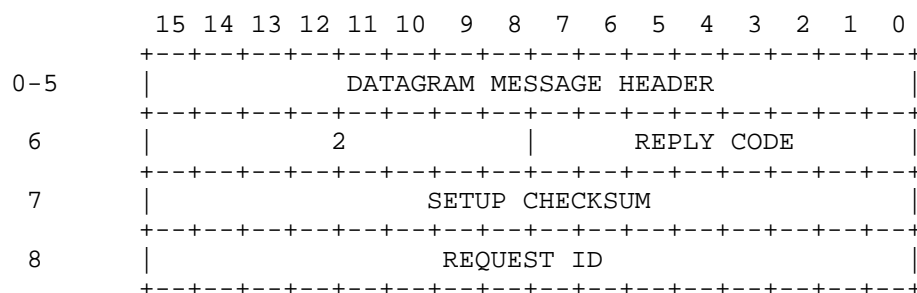 15 14 13 12 11 10 9 8 7 6 5 4 3 2 1 0
+--+--+--+--+--+--+--+--+--+--+--+--+--+--+--+--+
0-5 | DATAGRAM MESSAGE HEADER |
+--+--+--+--+--+--+--+--+--+--+--+--+--+--+--+--+
6 | 2 | REPLY CODE |
+--+--+--+--+--+--+--+--+--+--+--+--+--+--+--+--+
7 | SETUP CHECKSUM |
+--+--+--+--+--+--+--+--+--+--+--+--+--+--+--+--+
8 | REQUEST ID |
+--+--+--+--+--+--+--+--+--+--+--+--+--+--+--+--+